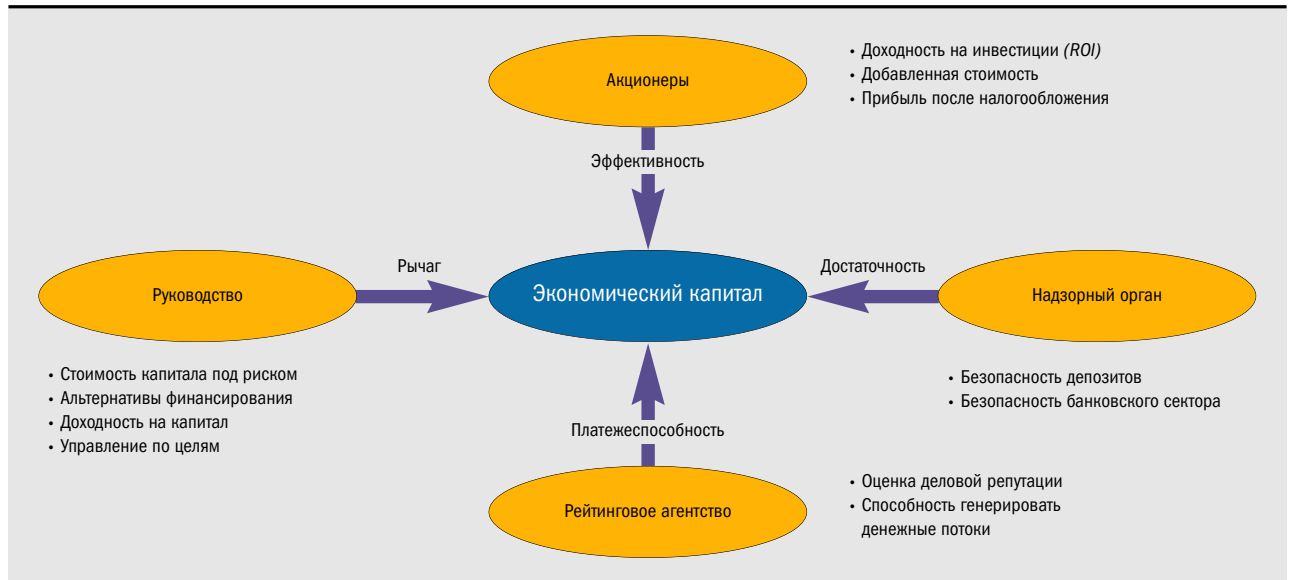 Акционеры
• Доходность на инвестиции (ROI)
• Добавленная стоимость
• Прибыль после налогообложения
Эффективность
Руководство
Рычаг
Экономический капитал
Достаточность
Надзорный орган
• Стоимость капитала под риском
• Альтернативы финансирования
• Доходность на капитал
• Управление по целям
• Безопасность депозитов
• Безопасность банковского сектора
Платежеспособность
Рейтинговое агентство
• Оценка деловой репутации
• Способность генерировать
денежные потоки